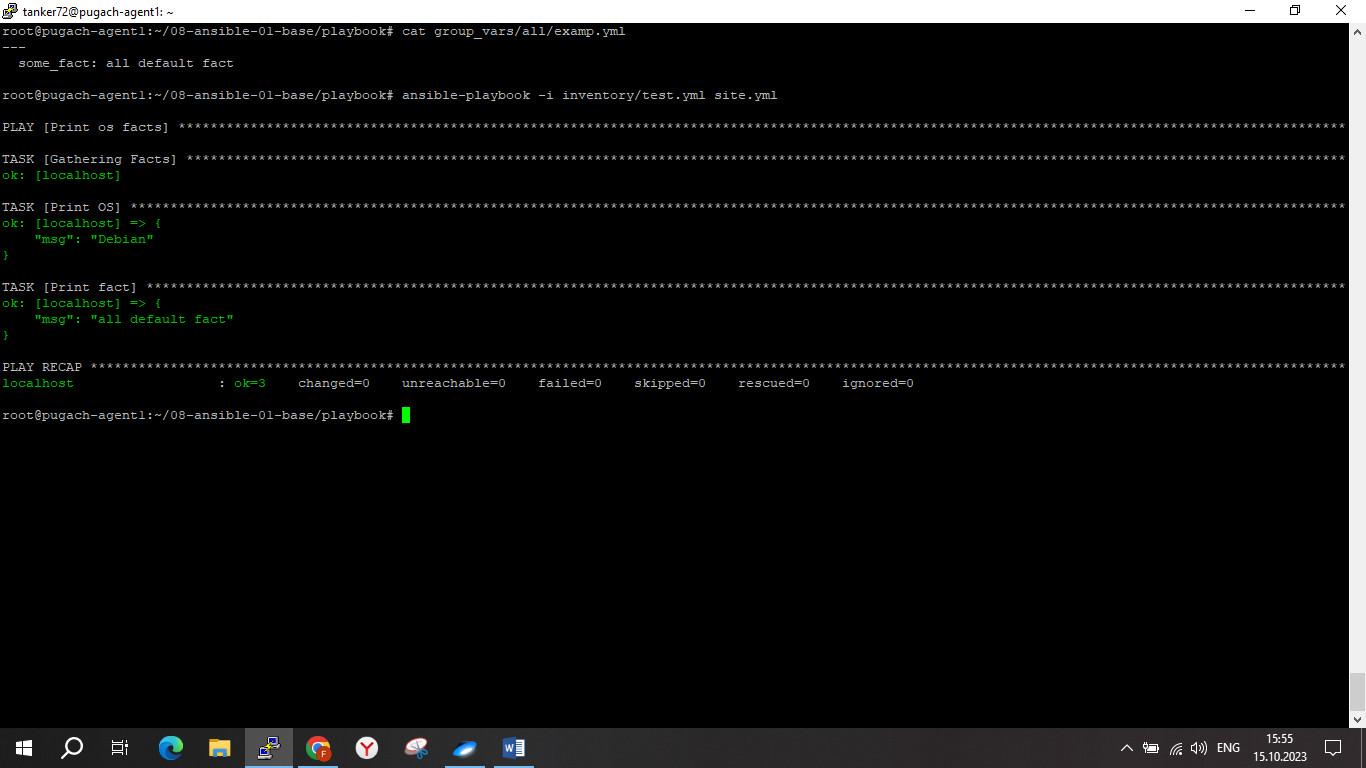 tanker72@pugach-agent1: ~
root@pugach-agent1:~/08-ansible-01-base/playbook# cat group_vars/all/examp.yml
---
  some_fact: all default fact
root@pugach-agent1:~/08-ansible-01-base/playbook# ansible-playbook -i inventory/test.yml site.yml
PLAY [Print os facts] **************************************************************************************************************************************************
TASK [Gathering Facts] *************************************************************************************************************************************************
ok: [localhost]
TASK [Print OS] ********************************************************************************************************************************************************
ok: [localhost] => {
    "msg": "Debian"
}
TASK [Print fact] ******************************************************************************************************************************************************
ok: [localhost] => {
    "msg": "all default fact"
}
PLAY RECAP *************************************************************************************************************************************************************
localhost                  : ok=3    changed=0    unreachable=0    failed=0    skipped=0    rescued=0    ignored=0
root@pugach-agent1:~/08-ansible-01-base/playbook#
ENG
15:55
15.10.2023